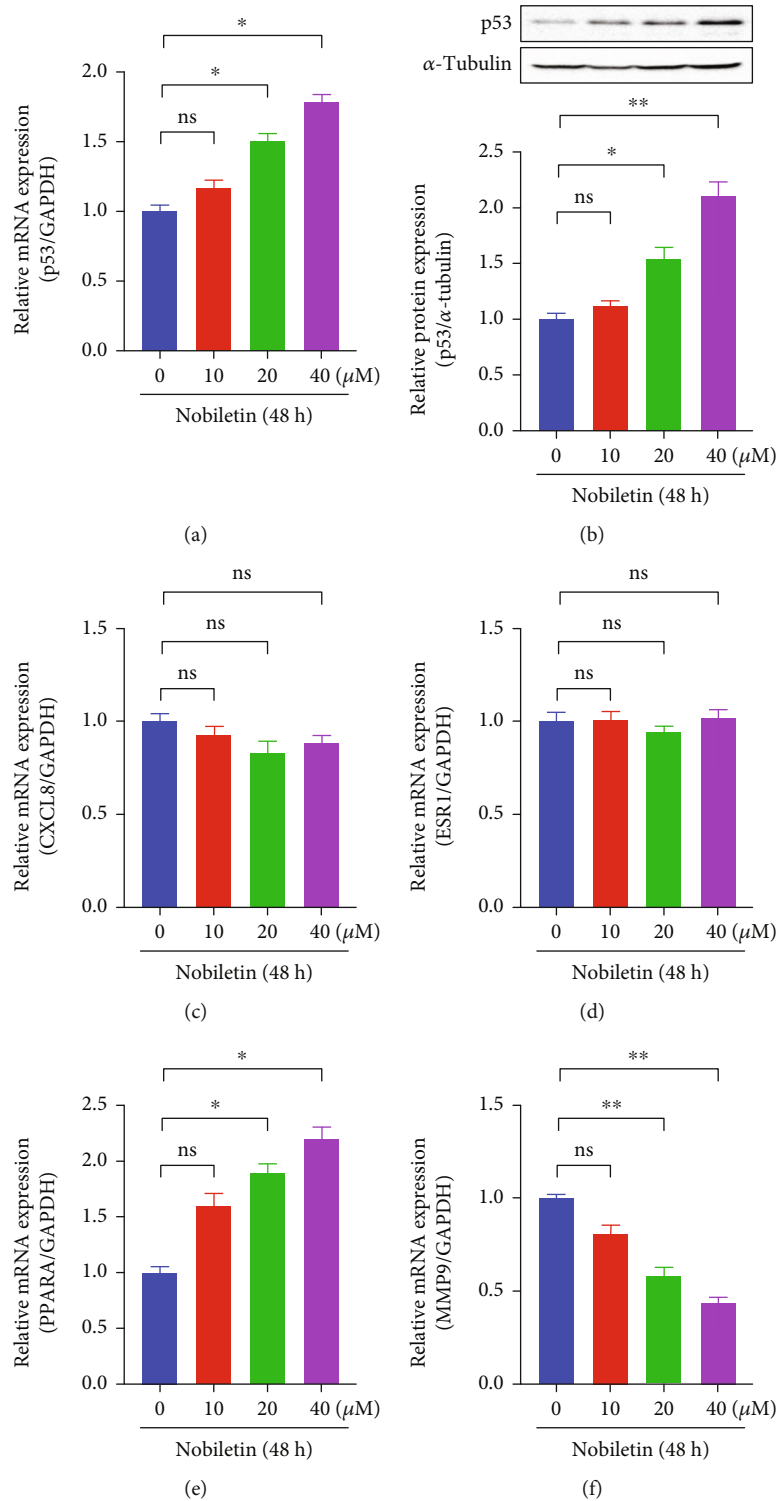 *
*
ns
2.0
1.5
1.0
0.5
0.0
Relative mRNA expression
(p53/GAPDH)
0 10 20 40 (μM)
Nobiletin (48 h)
(a)
p53
α-Tubulin
**
*
ns
2.5
2.0
1.5
1.0
0.5
0.0
Relative protein expression
(p53/α-tubulin)
0 10 20 40 (μM)
Nobiletin (48 h)
(b)
ns
ns
ns
1.5
1.0
0.5
0.0
Relative mRNA expression
(CXCL8/GAPDH)
0 10 20 40 (μM)
Nobiletin (48 h)
(c)
ns
ns
ns
1.5
1.0
0.5
0.0
Relative mRNA expression
(ESR1/GAPDH)
0 10 20 40 (μM)
Nobiletin (48 h)
(d)
*
*
ns
2.5
2.0
1.5
1.0
0.5
0.0
Relative mRNA expression
(PPARA/GAPDH)
0 10 20 40 (μM)
Nobiletin (48 h)
(e)
**
**
ns
1.5
1.0
0.5
0.0
Relative mRNA expression
(MMP9/GAPDH)
0 10 20 40 (μM)
Nobiletin (48 h)
(f)